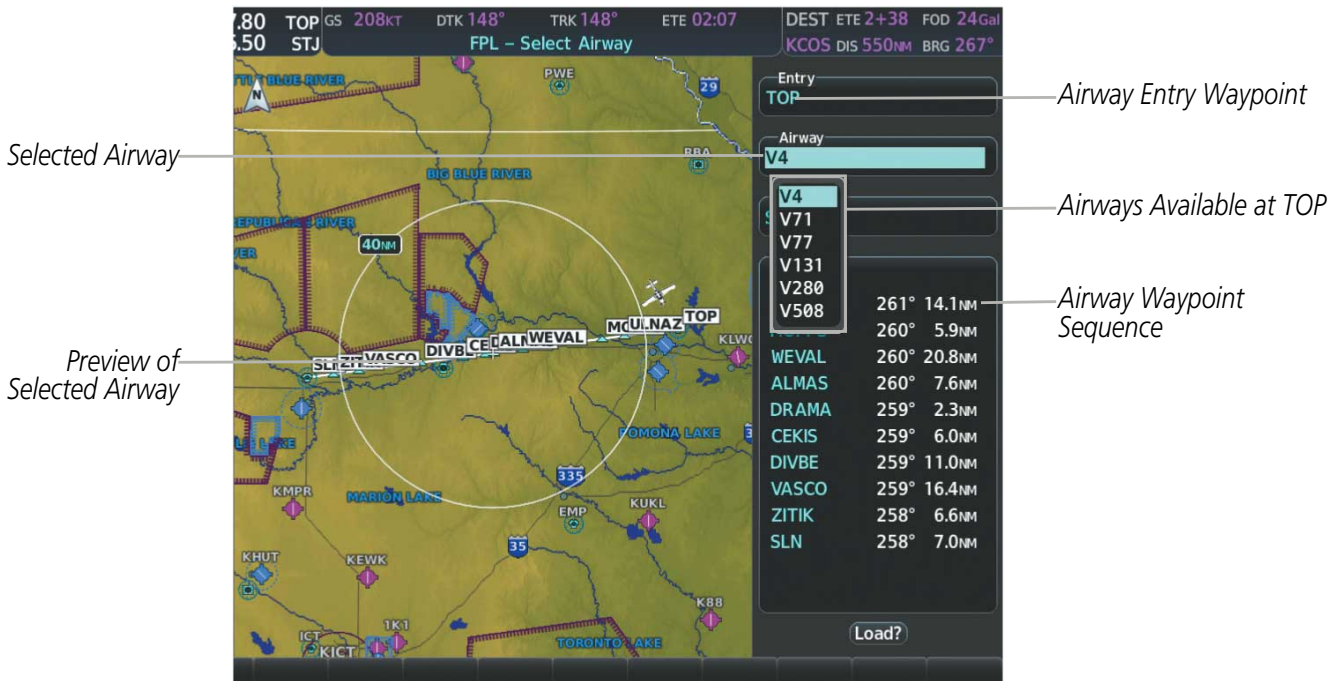 7.80 TOP
5.50 STJ
GS 208KT DTK 148° TRK 148° ETE 02:07
FPL – Select Airway
DEST ETE 2+38 FOD 24Gal
KCOS DIS 550NM BRG 267°
Selected Airway
Preview of
Selected Airway
BLUE RIVER
N
PWE
29
RBA
BIG BLUE RIVER
REPUBLICAN RIVER
40NM
TOP
ULNAZ
WEVAL
DIVBE
VASCO
KLWC
POMONA LAKE
335
KMPR
MARION LAKE
EMP
KUKL
35
KHUT
KEWK
K88
1K1
ICT
KICT
TORONTO LAKE
Entry
TOP
Airway
V4
V4
V71
V77
V131
V280
V508
261° 14.1NM
260° 5.9NM
WEVAL 260° 20.8NM
ALMAS 260° 7.6NM
DRAMA 259° 2.3NM
CEKIS 259° 6.0NM
DIVBE 259° 11.0NM
VASCO 259° 16.4NM
ZITIK 258° 6.6NM
SLN 258° 7.0NM
Load?
Airway Entry Waypoint
Airways Available at TOP
Airway Waypoint
Sequence